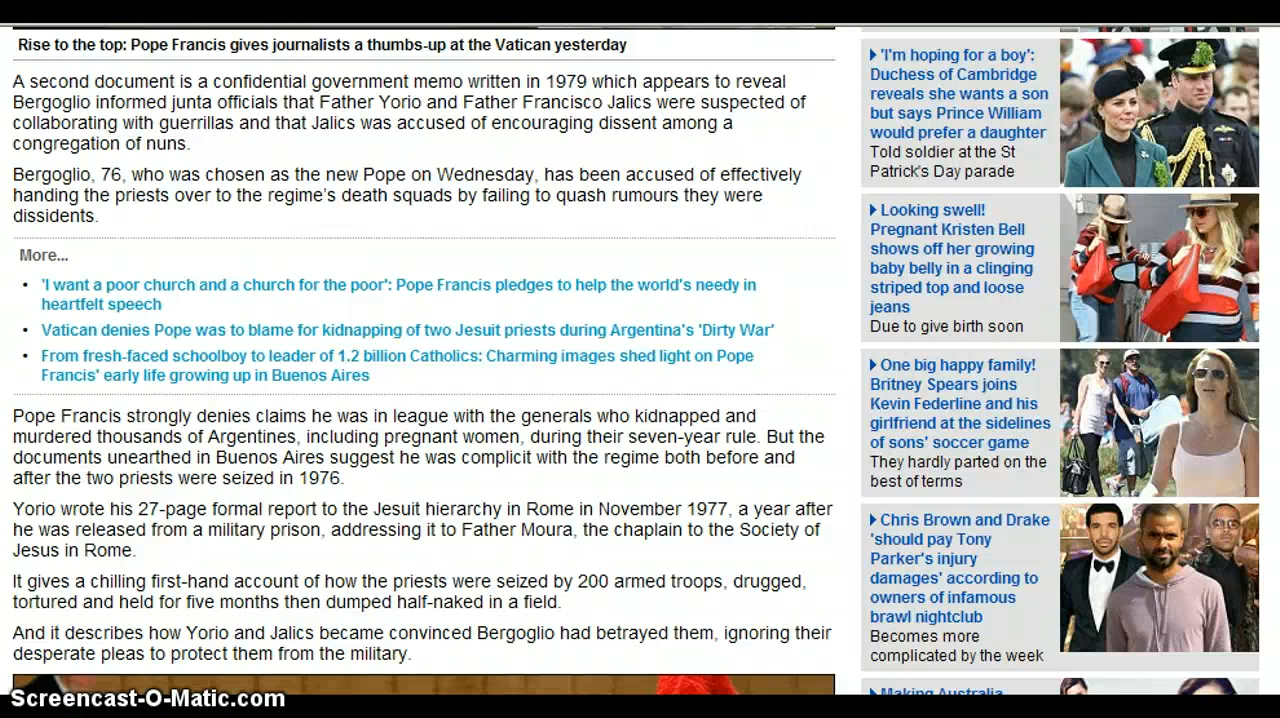 Rise to the top: Pope Francis gives journalists a thumbs-up at the Vatican yesterday
A second document is a confidential government memo written in 1979 which appears to reveal
Bergoglio informed junta officials that Father Yorio and Father Francisco Jalics were suspected of
collaborating with guerrillas and that Jalics was accused of encouraging dissent among a
congregation of nuns.
Bergoglio, 76, who was chosen as the new Pope on Wednesday, has been accused of effectively
handing the priests over to the regime's death squads by failing to quash rumours they were
dissidents.
More...
• 'I want a poor church and a church for the poor': Pope Francis pledges to help the world's needy in
heartfelt speech
• Vatican denies Pope was to blame for kidnapping of two Jesuit priests during Argentina's 'Dirty War'
• From fresh-faced schoolboy to leader of 1.2 billion Catholics: Charming images shed light on Pope
Francis' early life growing up in Buenos Aires
Pope Francis strongly denies claims he was in league with the generals who kidnapped and
murdered thousands of Argentines, including pregnant women, during their seven-year rule. But the
documents unearthed in Buenos Aires suggest he was complicit with the regime both before and
after the two priests were seized in 1976.
Yorio wrote his 27-page formal report to the Jesuit hierarchy in Rome in November 1977, a year after
he was released from a military prison, addressing it to Father Moura, the chaplain to the Society of
Jesus in Rome.
It gives a chilling first-hand account of how the priests were seized by 200 armed troops, drugged,
tortured and held for five months then dumped half-naked in a field.
And it describes how Yorio and Jalics became convinced Bergoglio had betrayed them, ignoring their
desperate pleas to protect them from the military.
'I'm hoping for a boy':
Duchess of Cambridge
reveals she wants a son
but says Prince William
would prefer a daughter
Told soldier at the St
Patrick's Day parade
Looking swell!
Pregnant Kristen Bell
shows off her growing
baby belly in a clinging
striped top and loose
jeans
Due to give birth soon
One big happy family!
Britney Spears joins
Kevin Federline and his
girlfriend at the sidelines
of sons' soccer game
They hardly parted on the
best of terms
Chris Brown and Drake
'should pay Tony
Parker's injury
damages' according to
owners of infamous
brawl nightclub
Becomes more
complicated by the week
Making Australia
Screencast-O-Matic.com